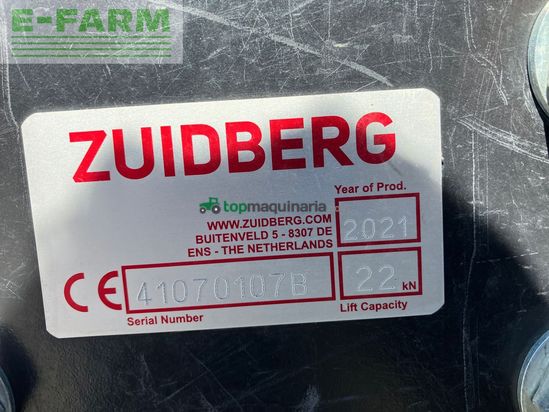 E-FARM
ZUIDBERG
topmaquinaria
Year of Prod.
WWW.ZUIDBERG.COM
2021
BUITENVELD 5 - 8307 DE
ENS - THE NETHERLANDS
CE 41070107B 22 kN
Serial Number Lift Capacity